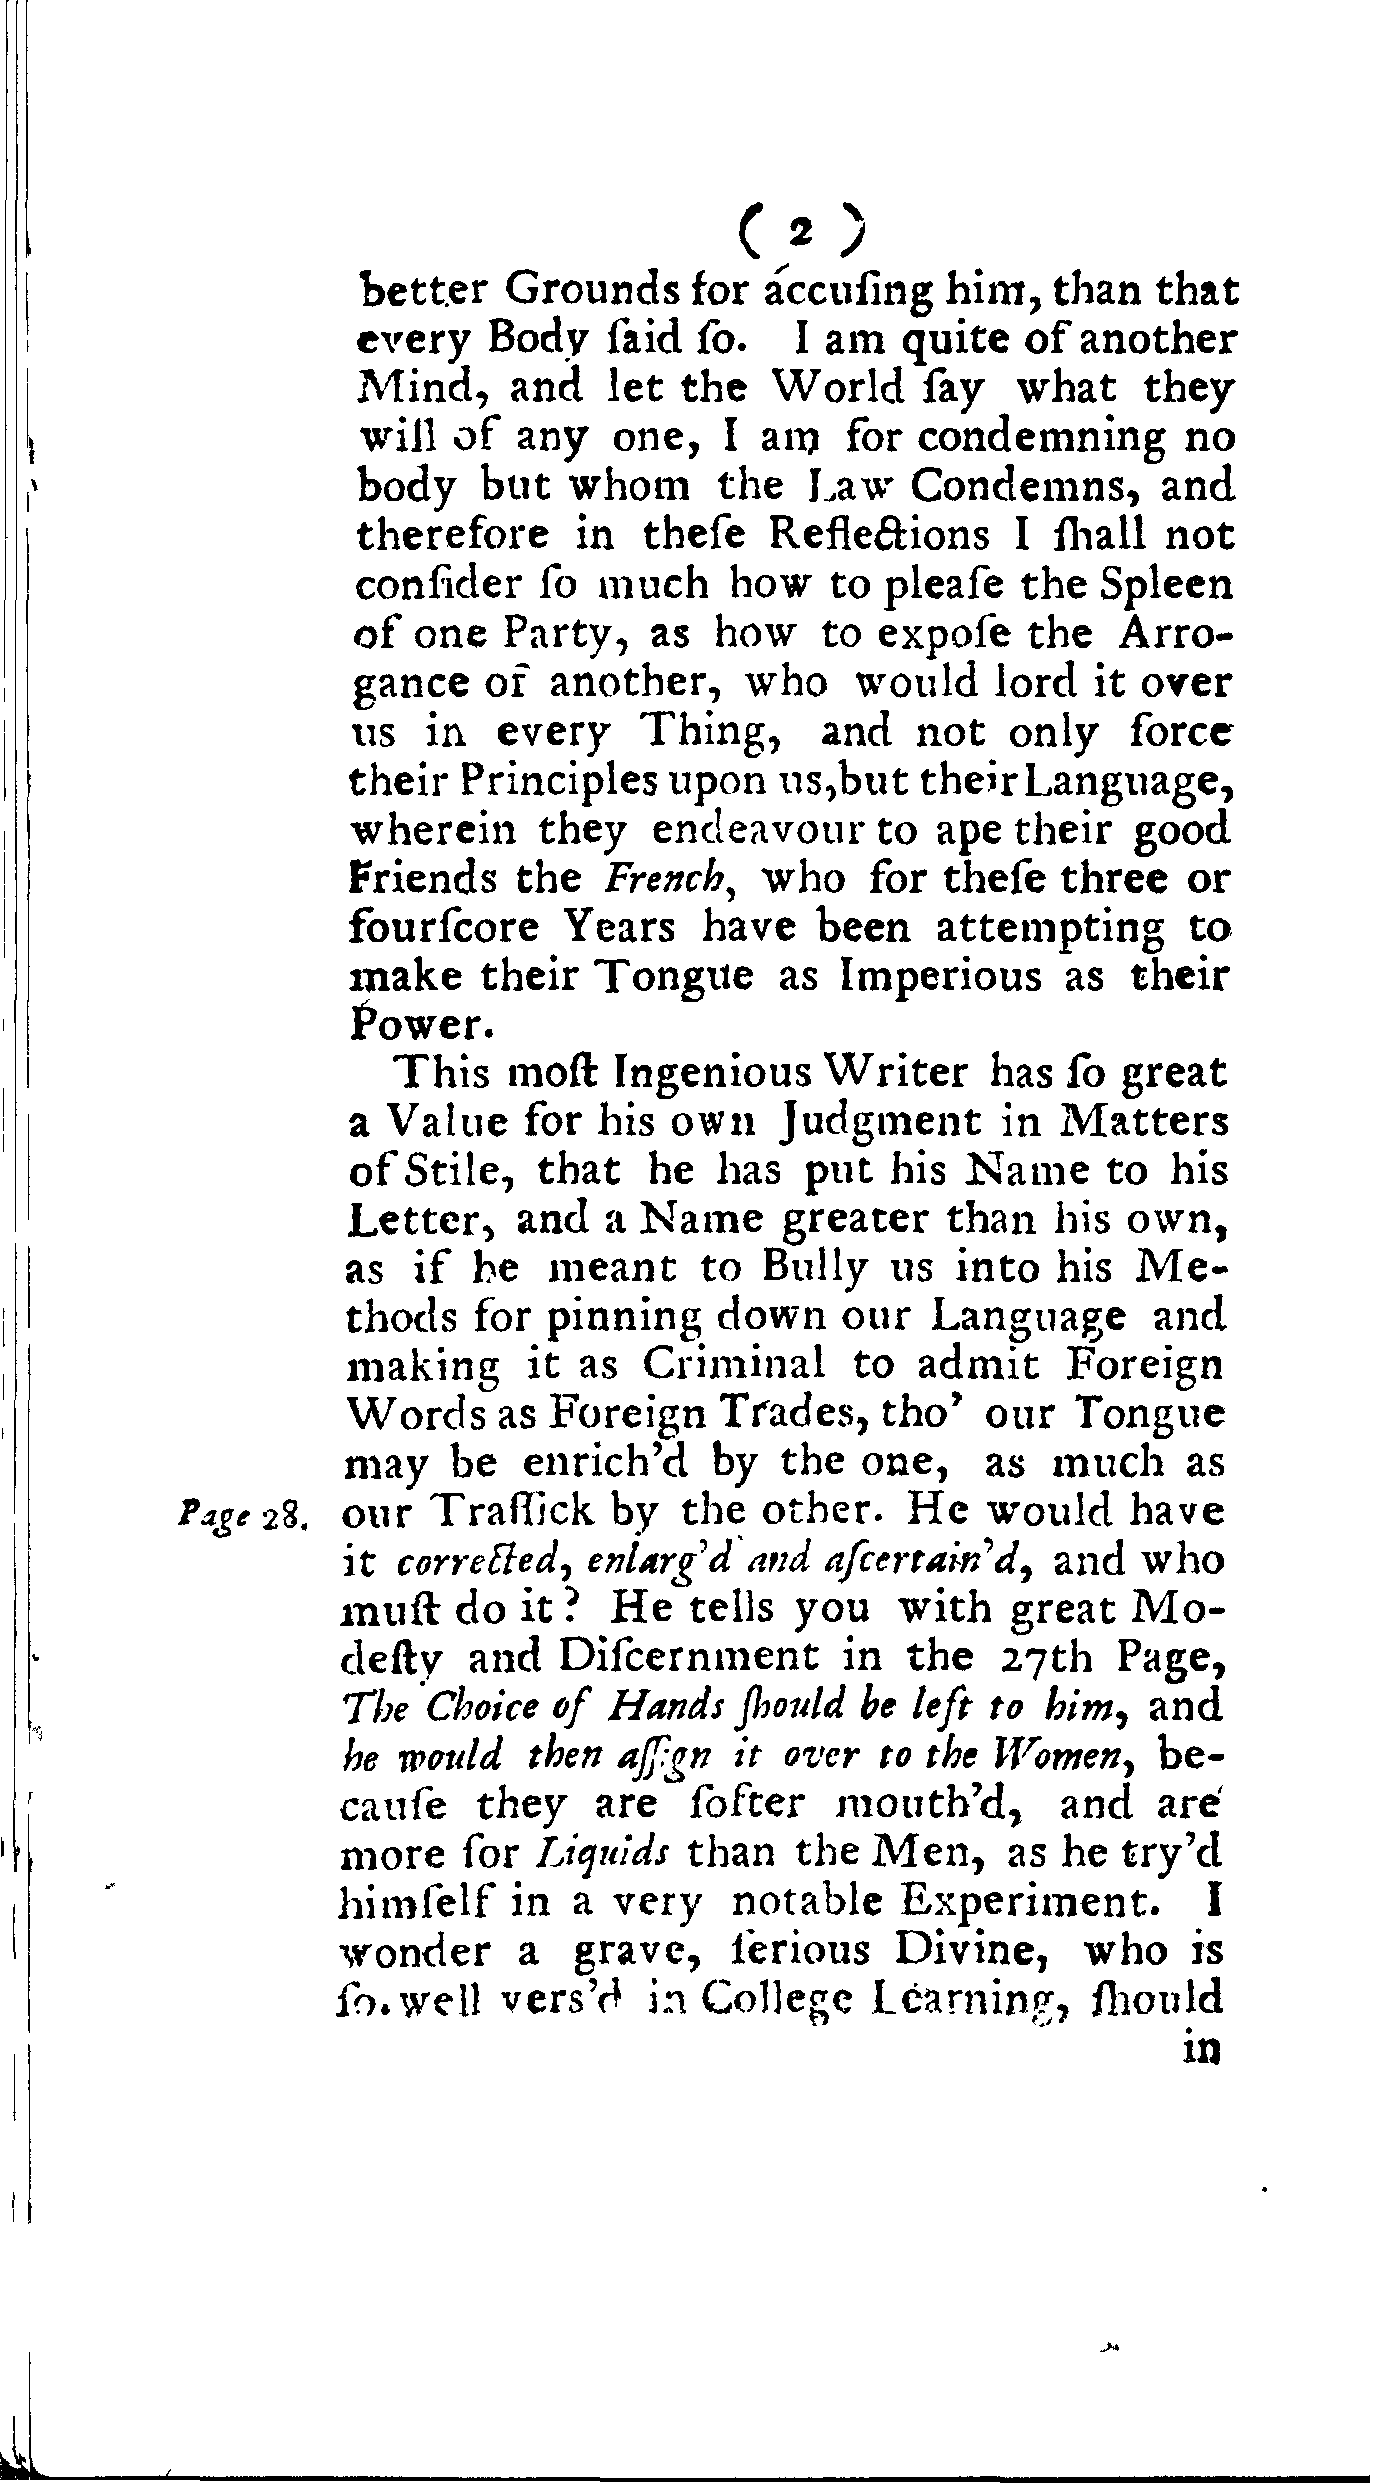 ( 2 )
better Grounds for accuſing him, than that
every Body ſaid ſo. I am quite of another
Mind, and let the World ſay what they
will of any one, I am for condemning no
body but whom the Law Condemns, and
therefore in theſe Reflections I ſhall not
conſider ſo much how to pleaſe the Spleen
of one Party, as how to expoſe the Arro-
gance of another, who would lord it over
us in every Thing, and not only force
their Principles upon us, but their Language,
wherein they endeavour to ape their good
Friends the French, who for theſe three or
fourſcore Years have been attempting to
make their Tongue as Imperious as their
Power.
This moſt Ingenious Writer has ſo great
a Value for his own Judgment in Matters
of Stile, that he has put his Name to his
Letter, and a Name greater than his own,
as if he meant to Bully us into his Me-
thods for pinning down our Language and
making it as Criminal to admit Foreign
Words as Foreign Trades, tho' our Tongue
may be enrich'd by the one, as much as
Page 28. our Traffick by the other. He would have
it corrected, enlarg'd and aſcertain'd, and who
muſt do it? He tells you with great Mo-
deſty and Diſcernment in the 27th Page,
The Choice of Hands ſhould be left to him, and
he would then aſſign it over to the Women, be-
cauſe they are ſofter mouth'd, and are
more for Liquids than the Men, as he try'd
himſelf in a very notable Experiment. I
wonder a grave, ſerious Divine, who is
ſo well vers'd in College Learning, ſhould
in